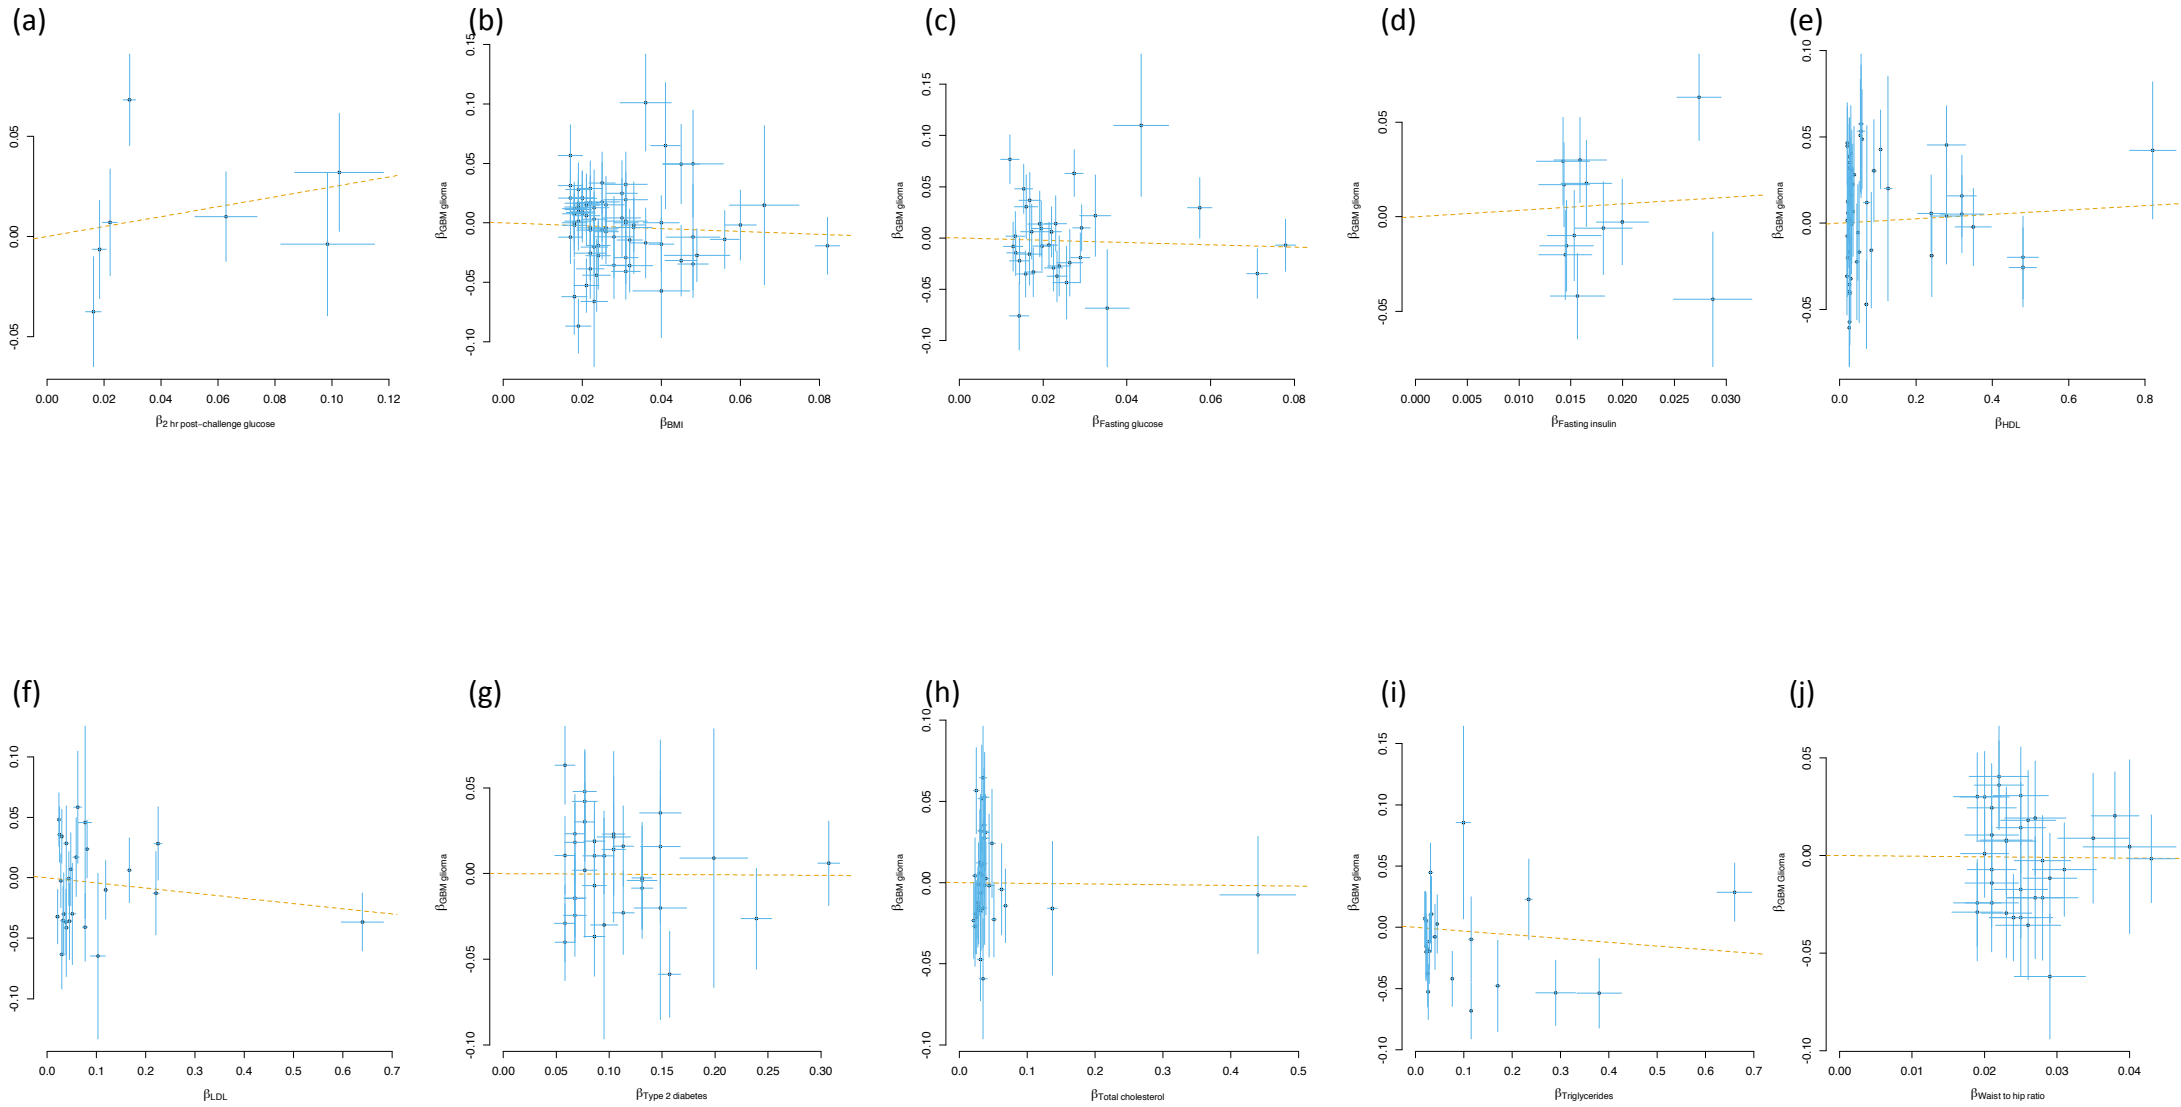 (a)
0.05
0.00
-0.05
βGBM glioma
0.00 0.02 0.04 0.06 0.08 0.10 0.12
β2 hr post−challenge glucose
(b)
0.15
0.10
0.05
0.00
-0.05
-0.10
βGBM glioma
0.00 0.02 0.04 0.06 0.08
βBMI
(c)
0.15
0.10
0.05
0.00
-0.05
-0.10
βGBM glioma
0.00 0.02 0.04 0.06 0.08
βFasting glucose
(d)
0.05
0.00
-0.05
βGBM glioma
0.000 0.005 0.010 0.015 0.020 0.025 0.030
βFasting insulin
(e)
0.10
0.05
0.00
-0.05
βGBM glioma
0.00 0.2 0.4 0.6 0.8
βHDL
(f)
0.10
0.05
0.00
-0.05
-0.10
βGBM glioma
0.00 0.1 0.2 0.3 0.4 0.5 0.6 0.7
βLDL
(g)
0.05
0.00
-0.05
-0.10
βGBM glioma
0.00 0.05 0.10 0.15 0.20 0.25 0.30
βType 2 diabetes
(h)
0.10
0.05
0.00
-0.05
-0.10
βGBM glioma
0.0 0.1 0.2 0.3 0.4 0.5
βTotal cholesterol
(i)
0.15
0.10
0.05
0.00
-0.05
-0.10
βGBM glioma
0.00 0.1 0.2 0.3 0.4 0.5 0.6 0.7
βTriglycerides
(j)
0.05
0.00
-0.05
-0.10
βGBM Glioma
0.00 0.01 0.02 0.03 0.04
βWaist to hip ratio